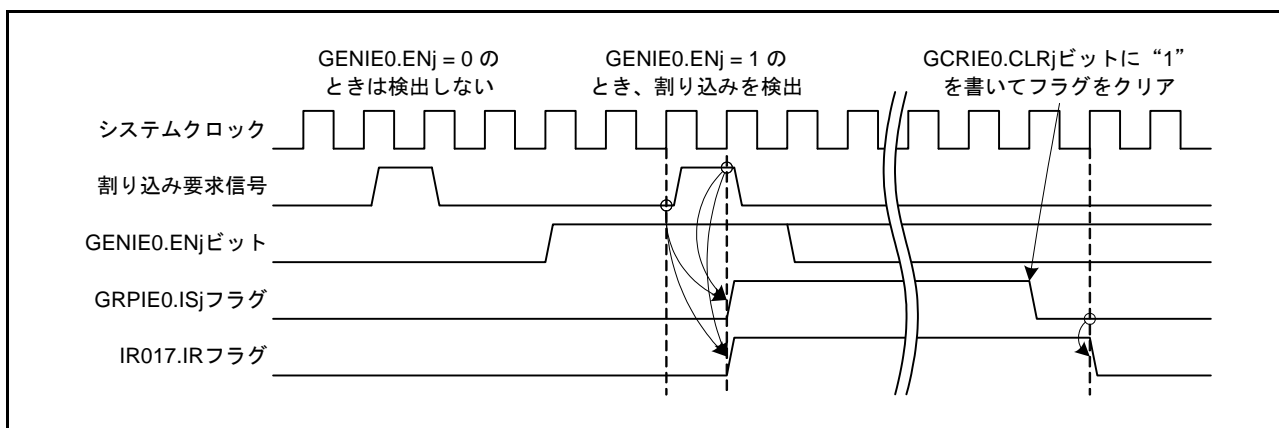 GENIE0.ENj = 0 の
ときは検出しない
GENIE0.ENj = 1 の
とき、割り込みを検出
GCRIE0.CLRjビットに“1”
を書いてフラグをクリア
システムクロック
割り込み要求信号
GENIE0.ENjビット
GRPIE0.ISjフラグ
IR017.IRフラグ